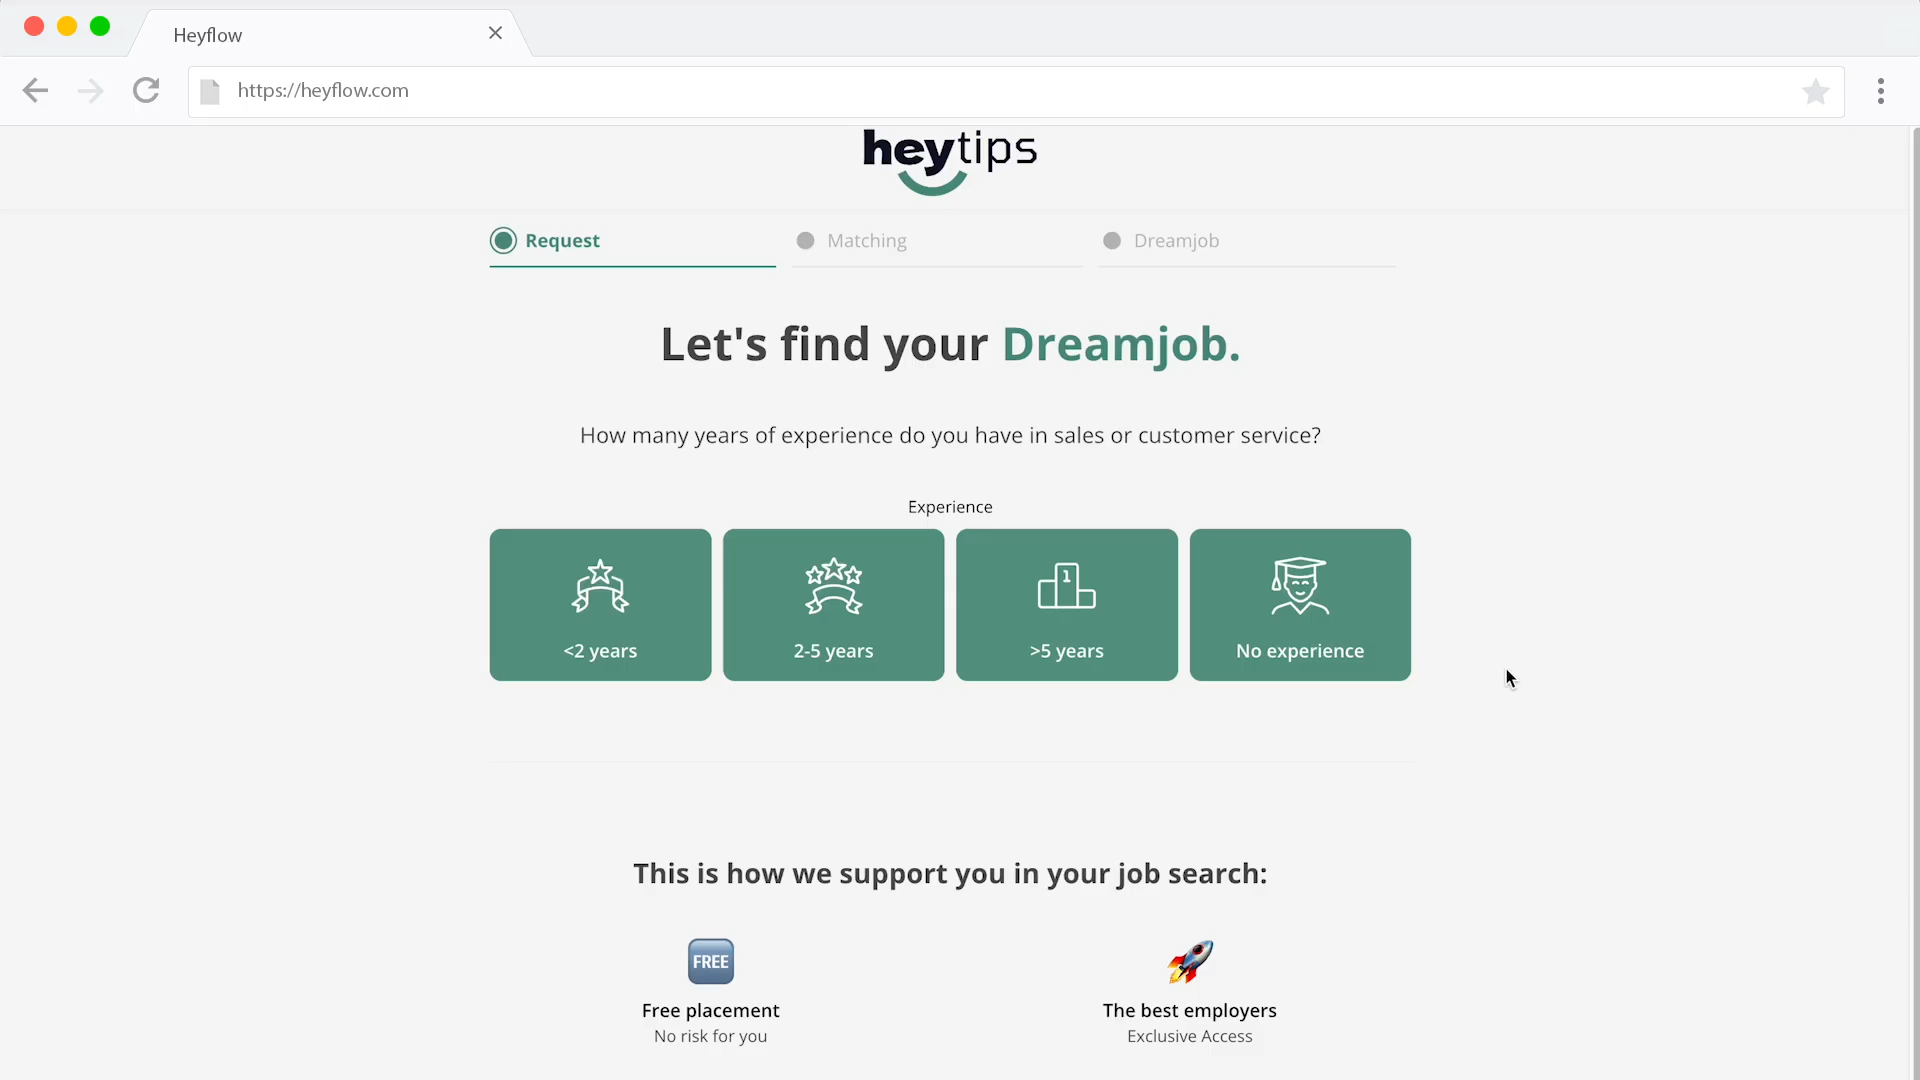 Heyflow
https://heyflow.com
heytips
Request
Matching
Dreamjob
Let's find your Dreamjob.
How many years of experience do you have in sales or customer service?
Experience
1
<2 years
2-5 years
>5 years
No experience
This is how we support you in your job search:
FREE
Free placement
No risk for you
The best employers
Exclusive Access